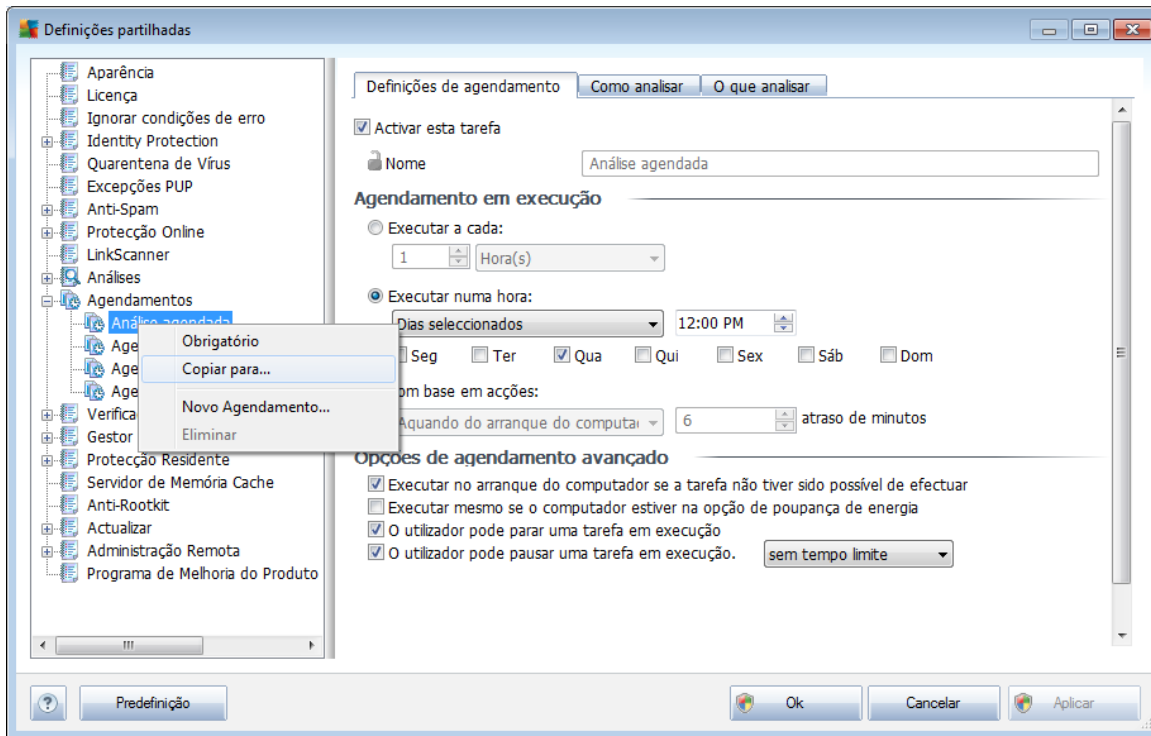 Definições partilhadas
Aparência
Licença
Ignorar condições de erro
Identity Protection
Quarentena de Vírus
Excepções PUP
Anti-Spam
Protecção Online
LinkScanner
Análises
Agendamentos
Análise agendada
Age
Age
Age
Verifica
Gestor
Protecção Residente
Servidor de Memória Cache
Anti-Rootkit
Actualizar
Administração Remota
Programa de Melhoria do Produto
Obrigatório
Copiar para...
Novo Agendamento...
Eliminar
Definições de agendamento Como analisar O que analisar
Activar esta tarefa
Nome Análise agendada
Agendamento em execução
Executar a cada:
1 Hora(s)
Executar numa hora:
Dias seleccionados 12:00 PM
Seg Ter Qua Qui Sex Sáb Dom
om base em acções:
Aquando do arranque do computa 6 atraso de minutos
Opções de agendamento avançado
Executar no arranque do computador se a tarefa não tiver sido possível de efectuar
Executar mesmo se o computador estiver na opção de poupança de energia
O utilizador pode parar uma tarefa em execução
O utilizador pode pausar uma tarefa em execução. sem tempo limite
? Predefinição Ok Cancelar Aplicar